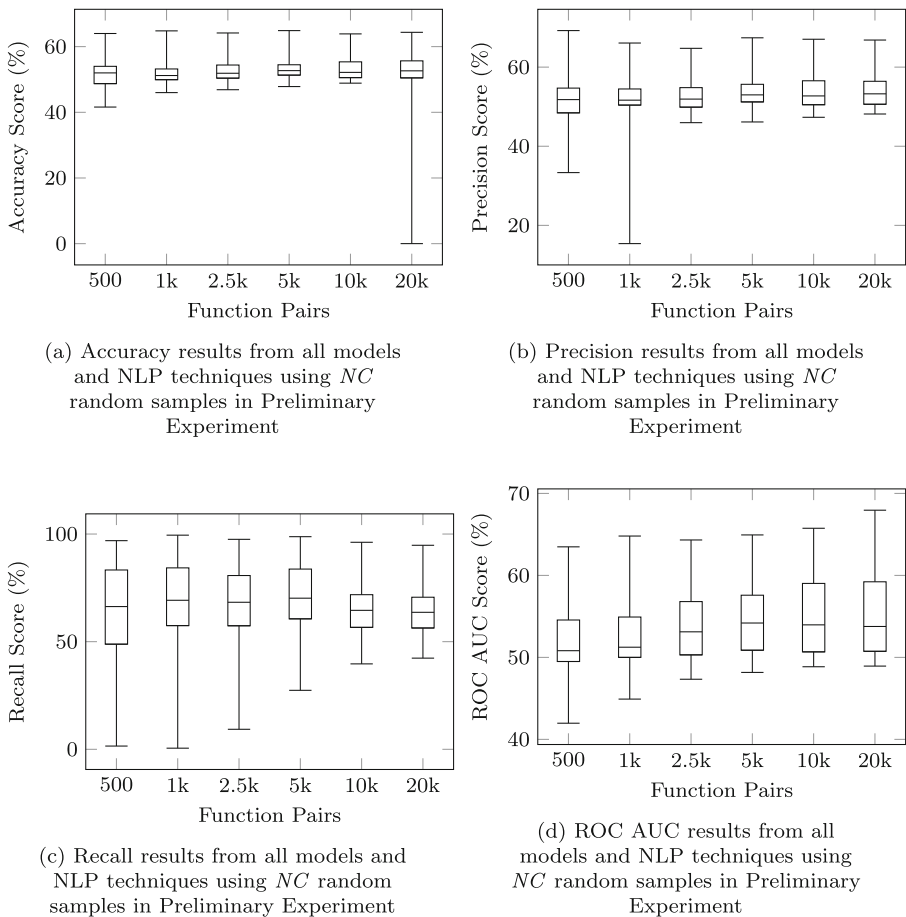 Accuracy Score (%)
60
40
20
0
500 1k 2.5k 5k 10k 20k
Function Pairs
(a) Accuracy results from all models
and NLP techniques using NC
random samples in Preliminary
Experiment
Precision Score (%)
60
40
20
500 1k 2.5k 5k 10k 20k
Function Pairs
(b) Precision results from all models
and NLP techniques using NC
random samples in Preliminary
Experiment
Recall Score (%)
100
50
0
500 1k 2.5k 5k 10k 20k
Function Pairs
(c) Recall results from all models and
NLP techniques using NC random
samples in Preliminary Experiment
ROC AUC Score (%)
70
60
50
40
500 1k 2.5k 5k 10k 20k
Function Pairs
(d) ROC AUC results from all
models and NLP techniques using
NC random samples in Preliminary
Experiment